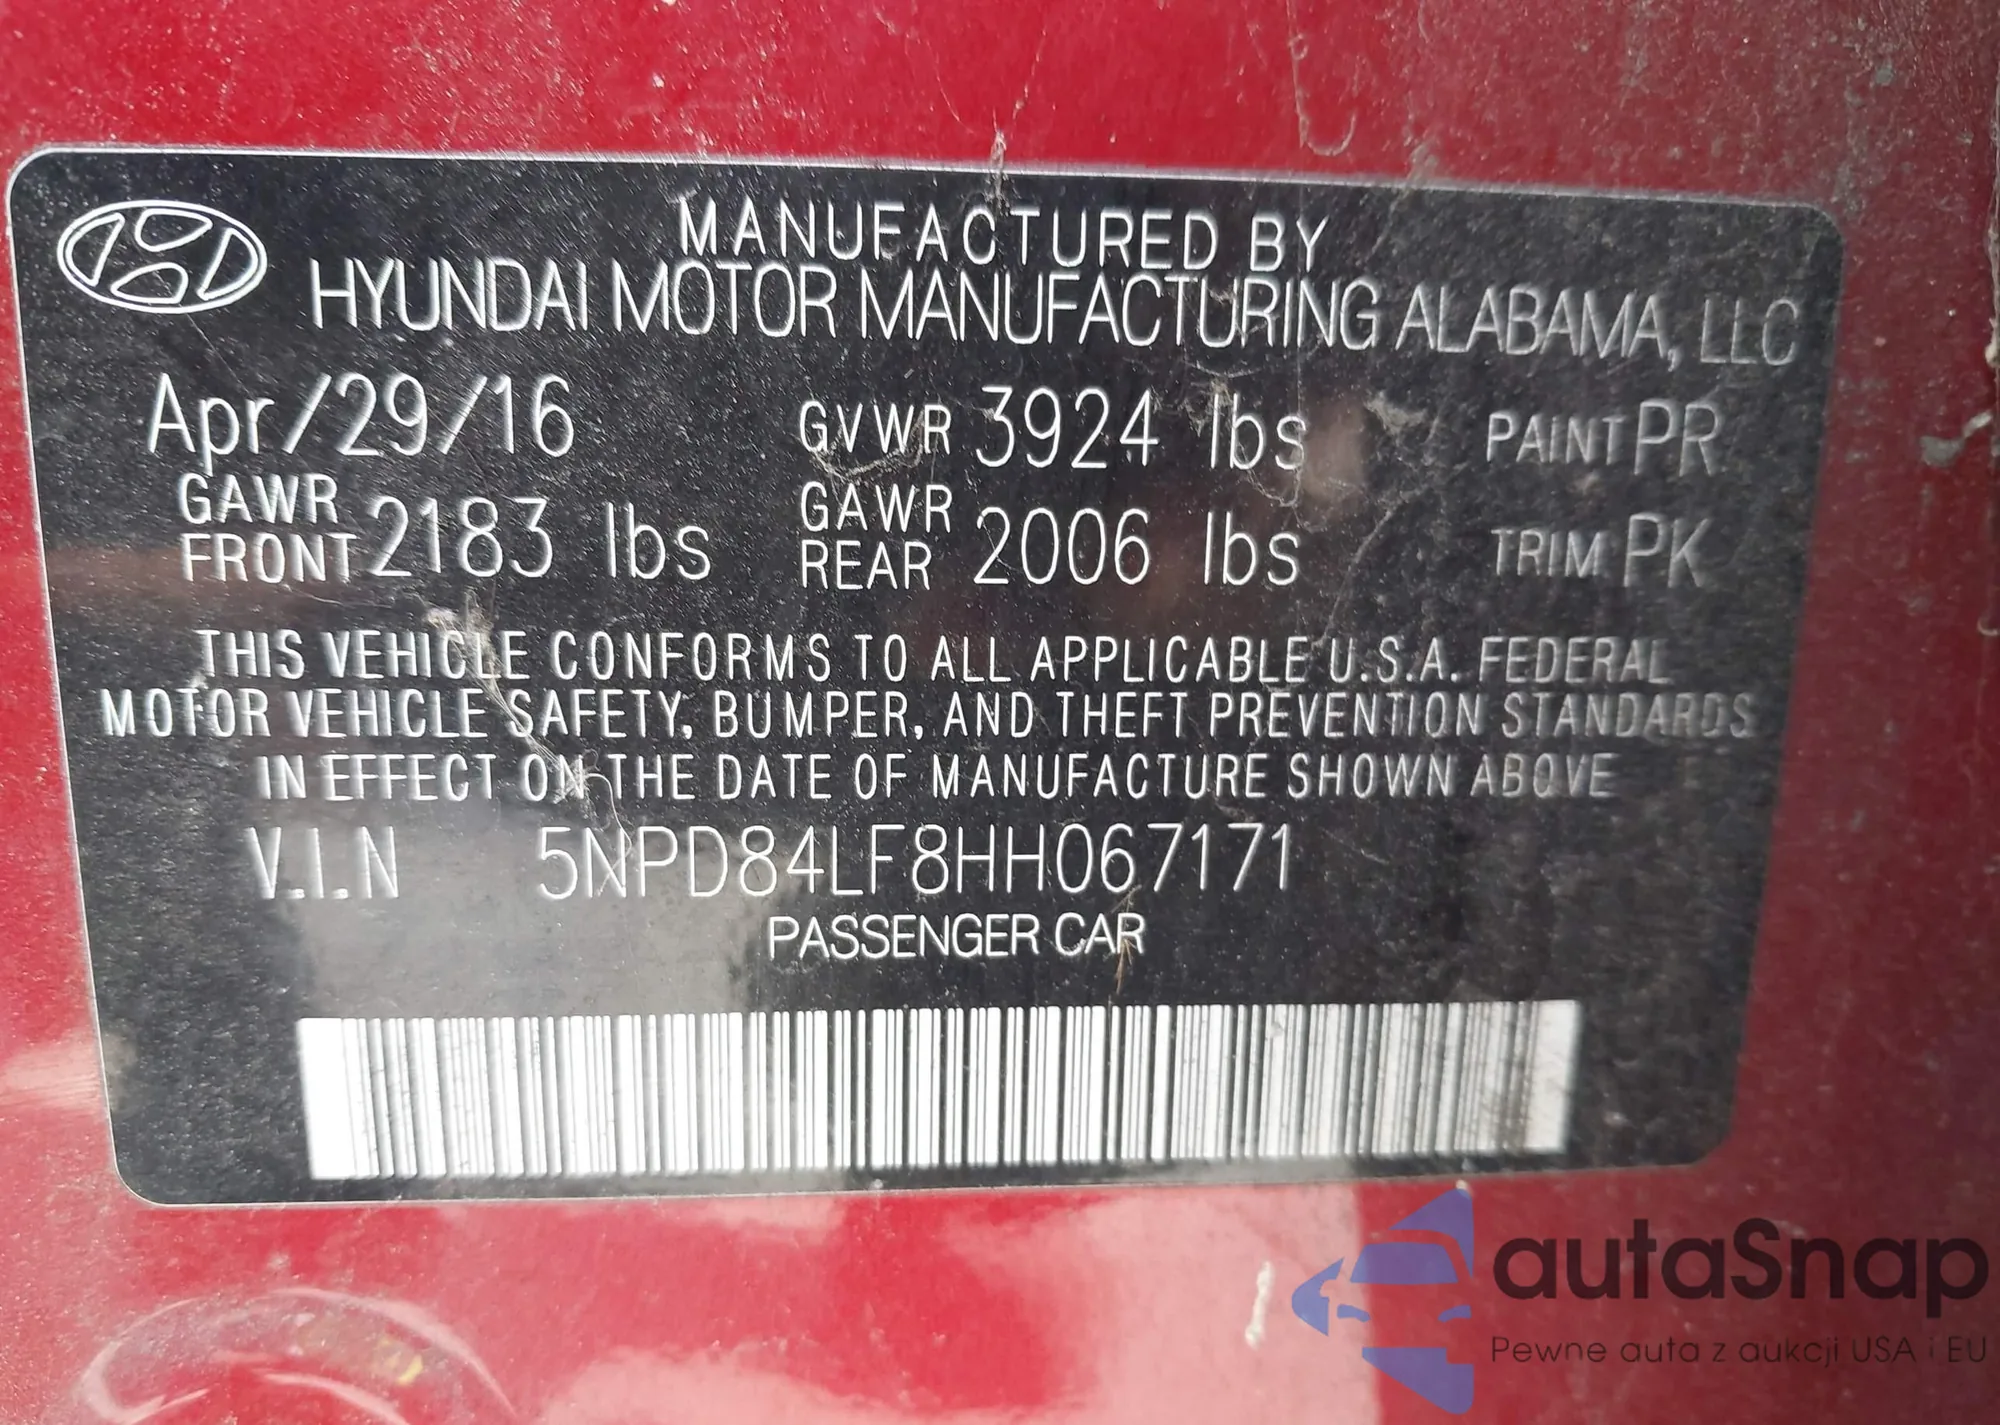 MANUFACTURED BY
HYUNDAI MOTOR MANUFACTURING ALABAMA, LLC
Apr/29/16 GVWR 3924 lbs PAINT PR
GAWR FRONT 2183 lbs GAWR REAR 2006 lbs TRIM PK
THIS VEHICLE CONFORMS TO ALL APPLICABLE U.S.A. FEDERAL
MOTOR VEHICLE SAFETY, BUMPER, AND THEFT PREVENTION STANDARDS
IN EFFECT ON THE DATE OF MANUFACTURE SHOWN ABOVE
V.I.N 5NPD84LF8HH067171
PASSENGER CAR
autaSnap
Pewne auta z aukcji USA i EU